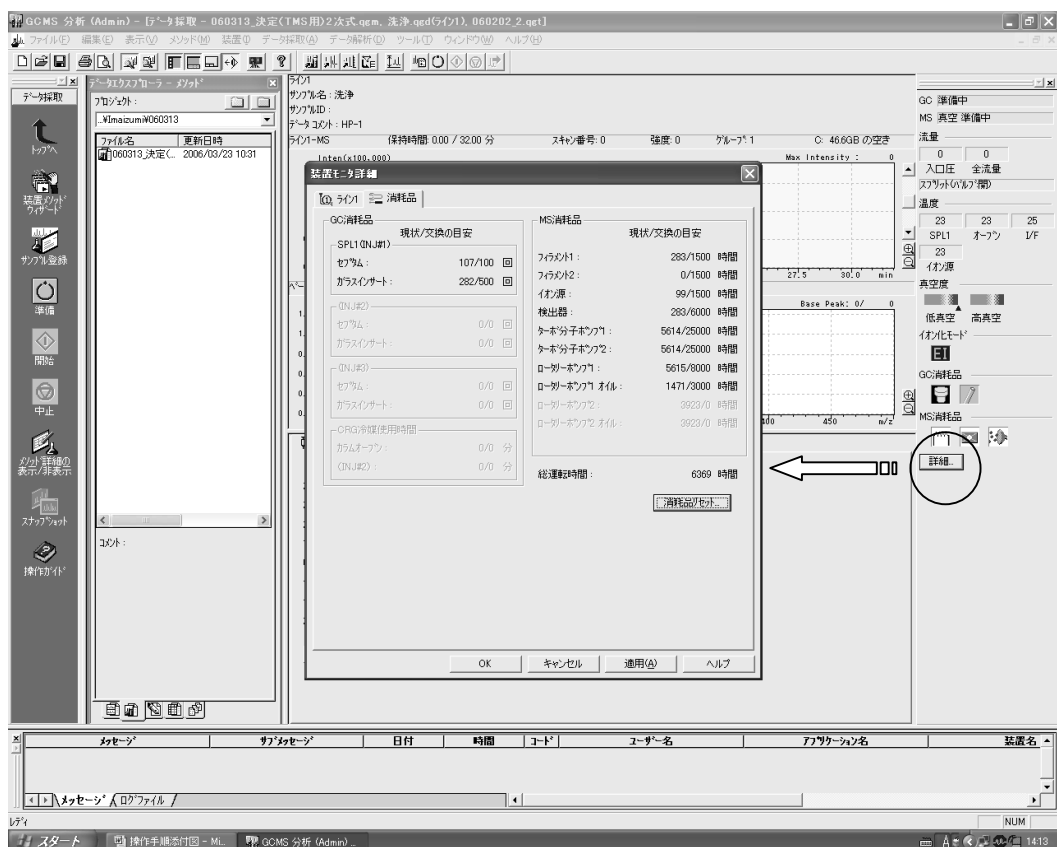 GCMS 分析 (Admin) - [データ採取 - 060313_決定(TMS用)2次式.qgm, 洗浄.qgd(ライン1), 060202_2.qgt]
ファイル(F) 編集(E) 表示(V) メソッド(M) 装置(I) データ採取(A) データ解析(D) ツール(T) ウィンドウ(W) ヘルプ(H)
データ採取
トップへ
装置メソッド
ウィザード
サンプル登録
準備
開始
中止
メソッド詳細の
表示/非表示
スナップショット
操作ガイド
データエクスプローラ - メソッド
プロジェクト :
..¥Imaizumi¥060313
ファイル名 更新日時
060313_決定(... 2006/03/23 10:31
コメント :
ライン1
サンプル名 : 洗浄
サンプルID :
データ コメント : HP-1
ライン1-MS (保持時間: 0.00 / 32.00 分 スキャン番号: 0 強度: 0 グループ: 1 C: 46.6GB の空き
Inten(x100,000) Max Intensity : 0
27.5 30.0 min
Base Peak: 0/ 0
400 450 m/z
装置モニタ詳細
ライン1 消耗品
GC消耗品
現状/交換の目安
SPL1 (INJ#1)
セプタム : 107/100 回
ガラスインサート : 282/500 回
(INJ#2)
セプタム : 0/0 回
ガラスインサート : 0/0 回
(INJ#3)
セプタム : 0/0 回
ガラスインサート : 0/0 回
CRG冷媒使用時間
カラムオーブン : 0/0 分
(INJ#2) : 0/0 分
MS消耗品
現状/交換の目安
フィラメント1 : 283/1500 時間
フィラメント2 : 0/1500 時間
イオン源 : 99/1500 時間
検出器 : 283/6000 時間
ターボ分子ポンプ1 : 5614/25000 時間
ターボ分子ポンプ2 : 5614/25000 時間
ロータリーポンプ1 : 5615/8000 時間
ロータリーポンプ1 オイル : 1471/3000 時間
ロータリーポンプ2 : 3923/0 時間
ロータリーポンプ2 オイル : 3923/0 時間
総運転時間 : 6369 時間
消耗品リセット...
OK キャンセル 適用(A) ヘルプ
GC 準備中
MS 真空 準備中
流量
0 0
入口圧 全流量
スプリット(バルブ:開)
温度
23 23 25
SPL1 オーブン I/F
23
イオン源
真空度
低真空 高真空
イオン化モード
EI
GC消耗品
MS消耗品
詳細...
メッセージ サブメッセージ 日付 時間 コード ユーザー名 アプリケーション名 装置名
メッセージ ログファイル
レディ NUM
スタート 操作手順添付図 - Mi... GCMS 分析 (Admin) ... A 14:13